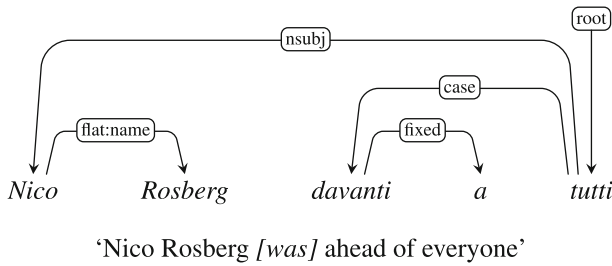 root
nsubj
case
flat:name fixed
Nico Rosberg davanti a tutti
‘Nico Rosberg [was] ahead of everyone’